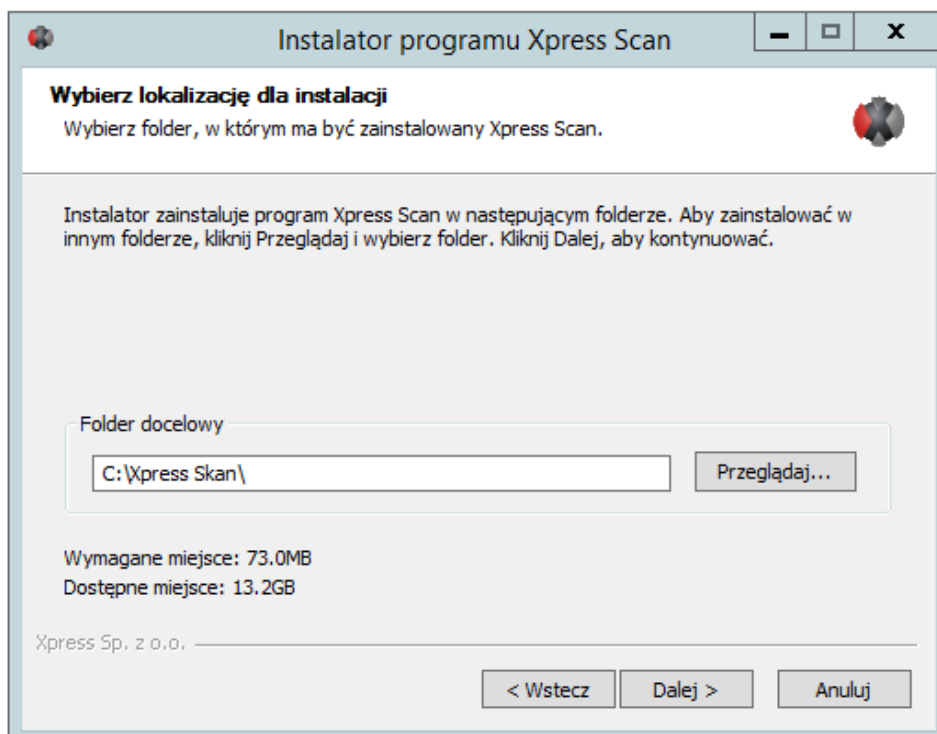 Instalator programu Xpress Scan
Wybierz lokalizację dla instalacji
Wybierz folder, w którym ma być zainstalowany Xpress Scan.
Instalator zainstaluje program Xpress Scan w następującym folderze. Aby zainstalować w
innym folderze, kliknij Przeglądaj i wybierz folder. Kliknij Dalej, aby kontynuować.
Folder docelowy
C:\Xpress Skan\
Przeglądaj...
Wymagane miejsce: 73.0MB
Dostępne miejsce: 13.2GB
Xpress Sp. z o.o.
< Wstecz
Dalej >
Anuluj